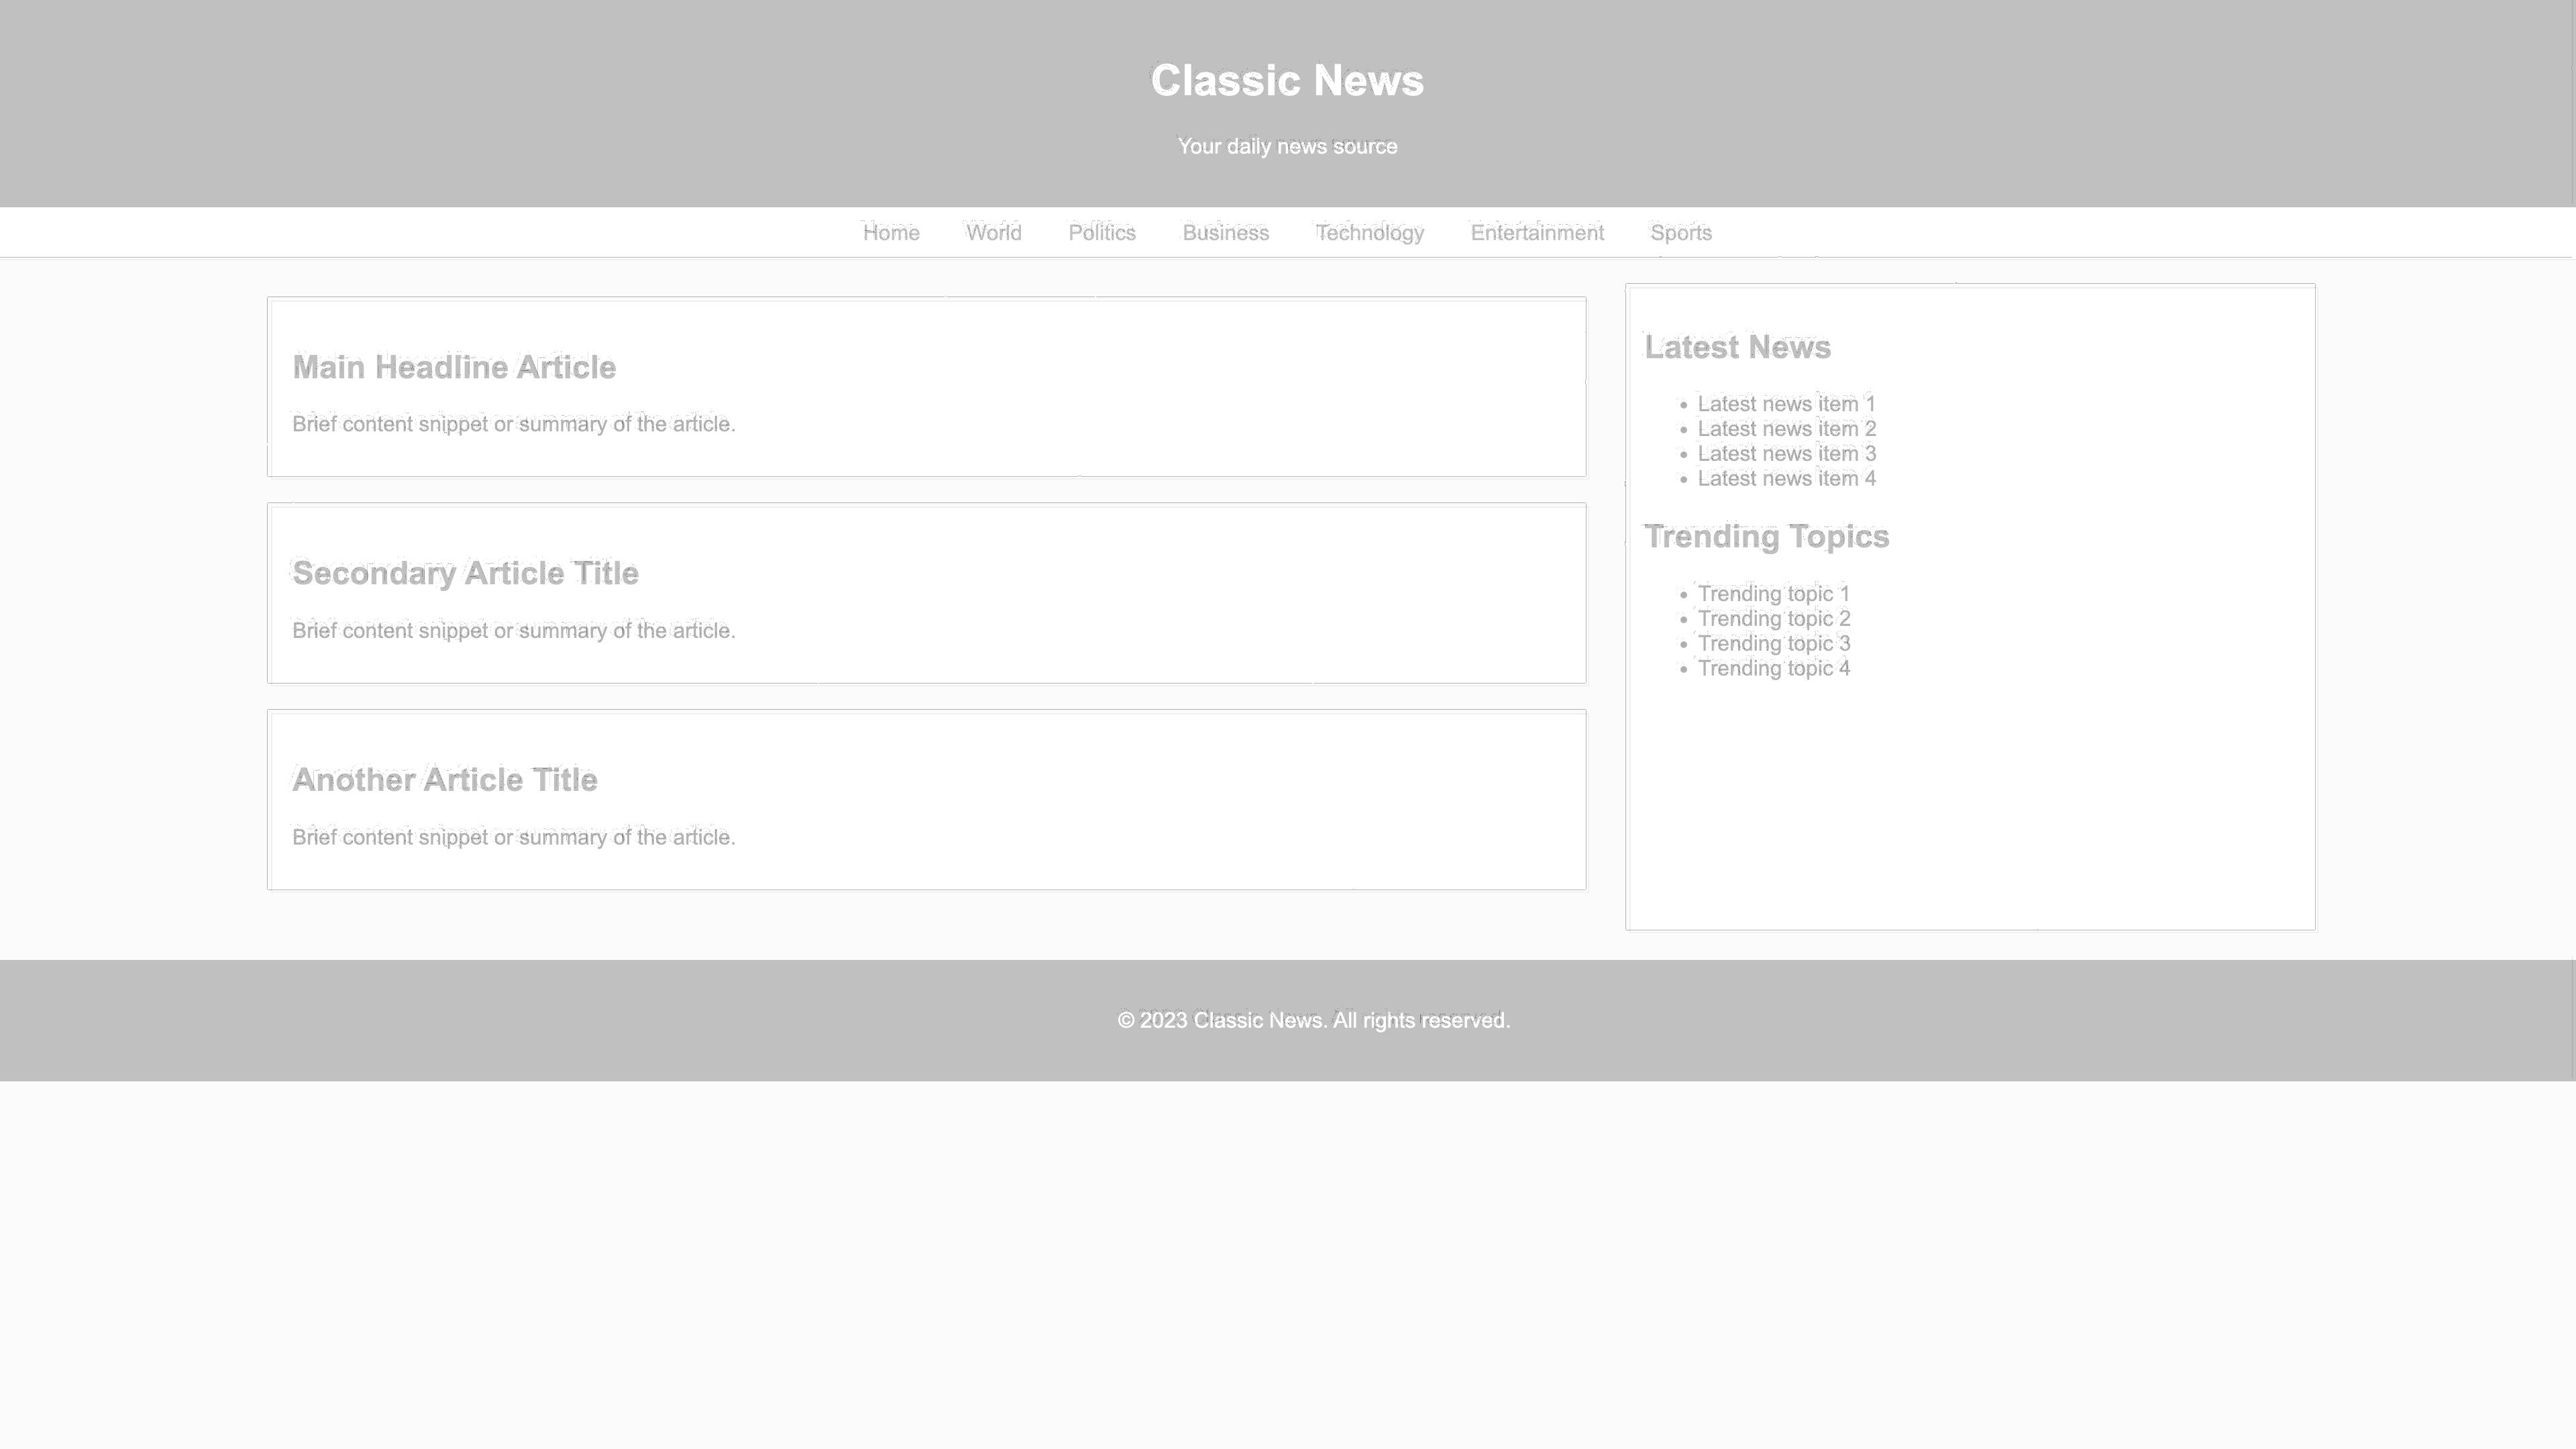 Classic News
Your daily news source
Home World Politics Business Technology Entertainment Sports
Main Headline Article
Brief content snippet or summary of the article.
Secondary Article Title
Brief content snippet or summary of the article.
Another Article Title
Brief content snippet or summary of the article.
Latest News
• Latest news item 1
• Latest news item 2
• Latest news item 3
• Latest news item 4
Trending Topics
• Trending topic 1
• Trending topic 2
• Trending topic 3
• Trending topic 4
© 2023 Classic News. All rights reserved.